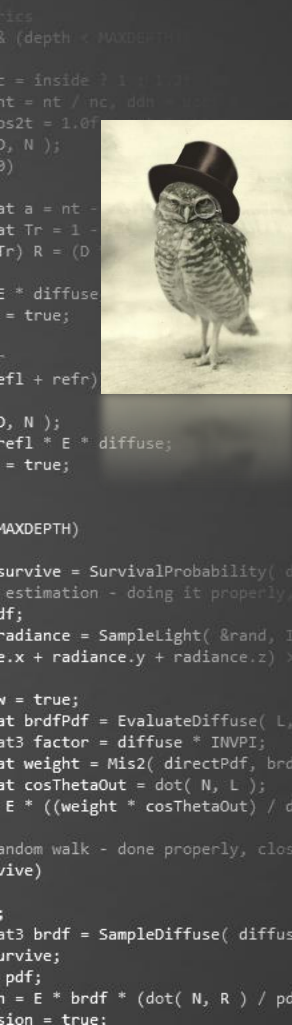 rics
& (depth < MAXDEPTH)
t = inside ? 1
nt = nt / nc, ddn
os2t = 1.0f
D, N );
0)
at a = nt -
at Tr = 1 -
Tr) R = (D
E * diffuse
= true;
efl + refr)
D, N );
refl * E * diffuse;
= true;
MAXDEPTH)
survive = SurvivalProbability(
estimation - doing it properly,
df;
radiance = SampleLight( &rand,
e.x + radiance.y + radiance.z)
w = true;
at brdfPdf = EvaluateDiffuse( L,
at3 factor = diffuse * INVPI;
at weight = Mis2( directPdf, brd
at cosThetaOut = dot( N, L );
E * ((weight * cosThetaOut) /
andom walk - done properly, clos
vive)
;
at3 brdf = SampleDiffuse( diffus
urvive;
pdf;
n = E * brdf * (dot( N, R ) / pd
sion = true;